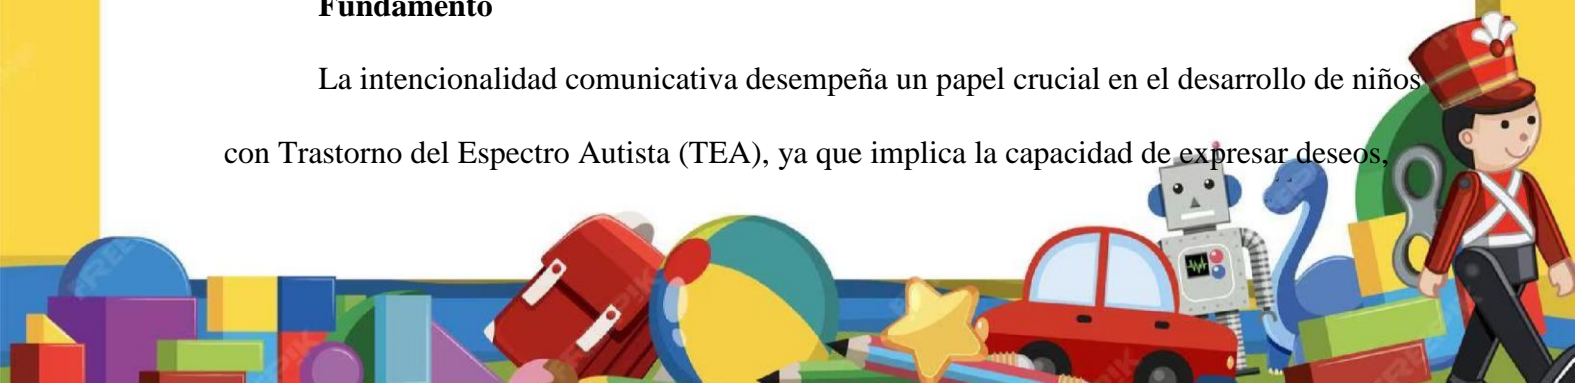 Fundamento
La intencionalidad comunicativa desempeña un papel crucial en el desarrollo de niños
con Trastorno del Espectro Autista (TEA), ya que implica la capacidad de expresar deseos,